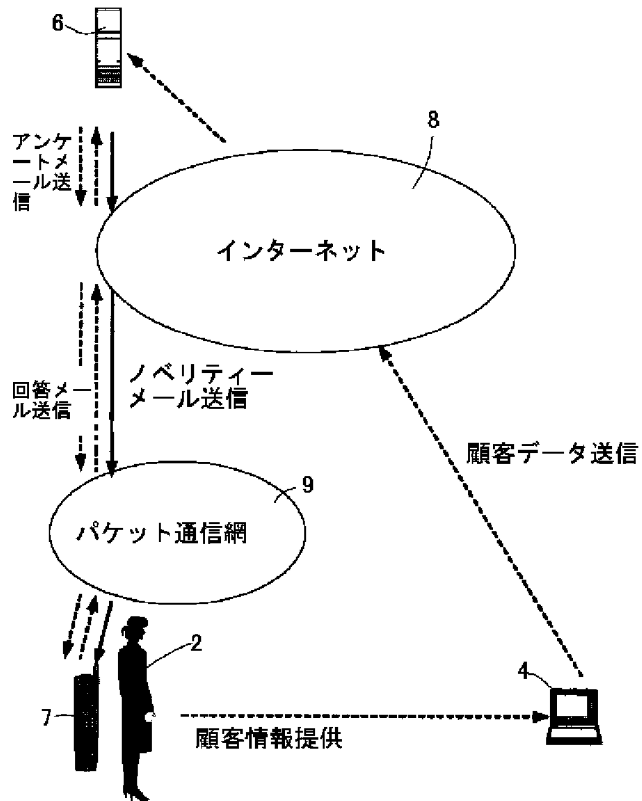 6
8
アンケ
ートメ
ール送
信
インターネット
回答メー
ル送信
ノベリティー
メール送信
顧客データ送信
9
パケット通信網
2
7
4
顧客情報提供